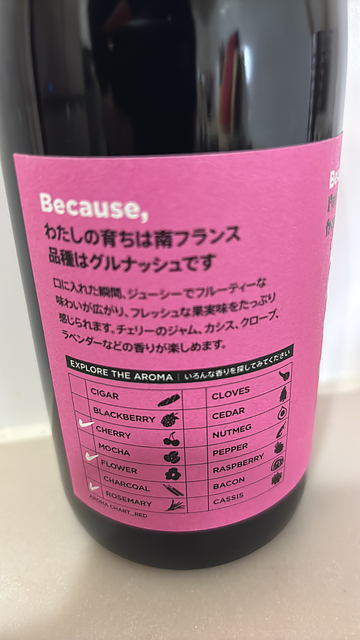 Because,
わたしの育ちは南フランス
品種はグルナッシュです
口に入れた瞬間、ジューシーでフルーティーな
味わいが広がり、フレッシュな果実味をたっぷり
感じられます。チェリーのジャム、カシス、クローブ、
ラベンダーなどの香りが楽しめます。
EXPLORE THE AROMA | いろんな香りを探してみてください
CIGAR
BLACKBERRY
CHERRY
MOCHA
FLOWER
CHARCOAL
ROSEMARY
CLOVES
CEDAR
NUTMEG
PEPPER
RASPBERRY
BACON
CASSIS
AROMA CHART_RED